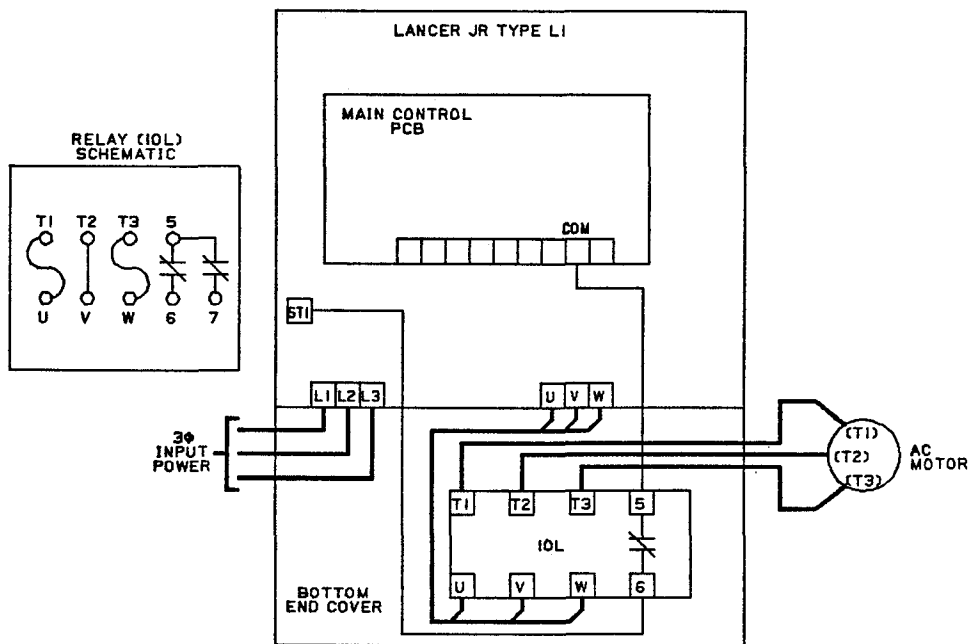 LANCER JR TYPE L1
MAIN CONTROL
PCB
COM
RELAY (IOL)
SCHEMATIC
T1 T2 T3 5
U V W 6 7
ST1
L1 L2 L3
U V W
3Φ
INPUT
POWER
(T1)
(T2)
(T3)
AC
MOTOR
T1 T2 T3 5
IOL
U V W 6
BOTTOM
END COVER